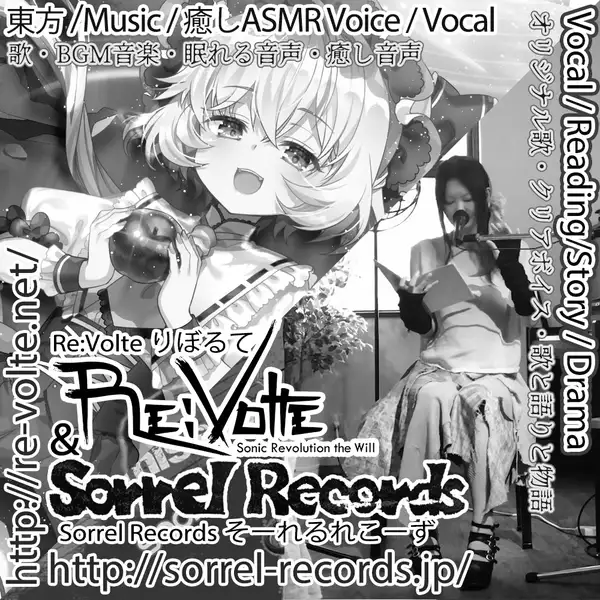 東方 /Music / 癒しASMR Voice / Vocal
歌・BGM音楽・眠れる音声・癒し音声
Vocal / Reading/Story / Drama
オリジナル歌・クリアボイス・歌と語りと物語
Re:Volte りぼるて
Re:Volte
Sonic Revolution the Will
&
Sorrel Records
Sorrel Records そーれるれこーず
http://re-volte.net/
http://sorrel-records.jp/